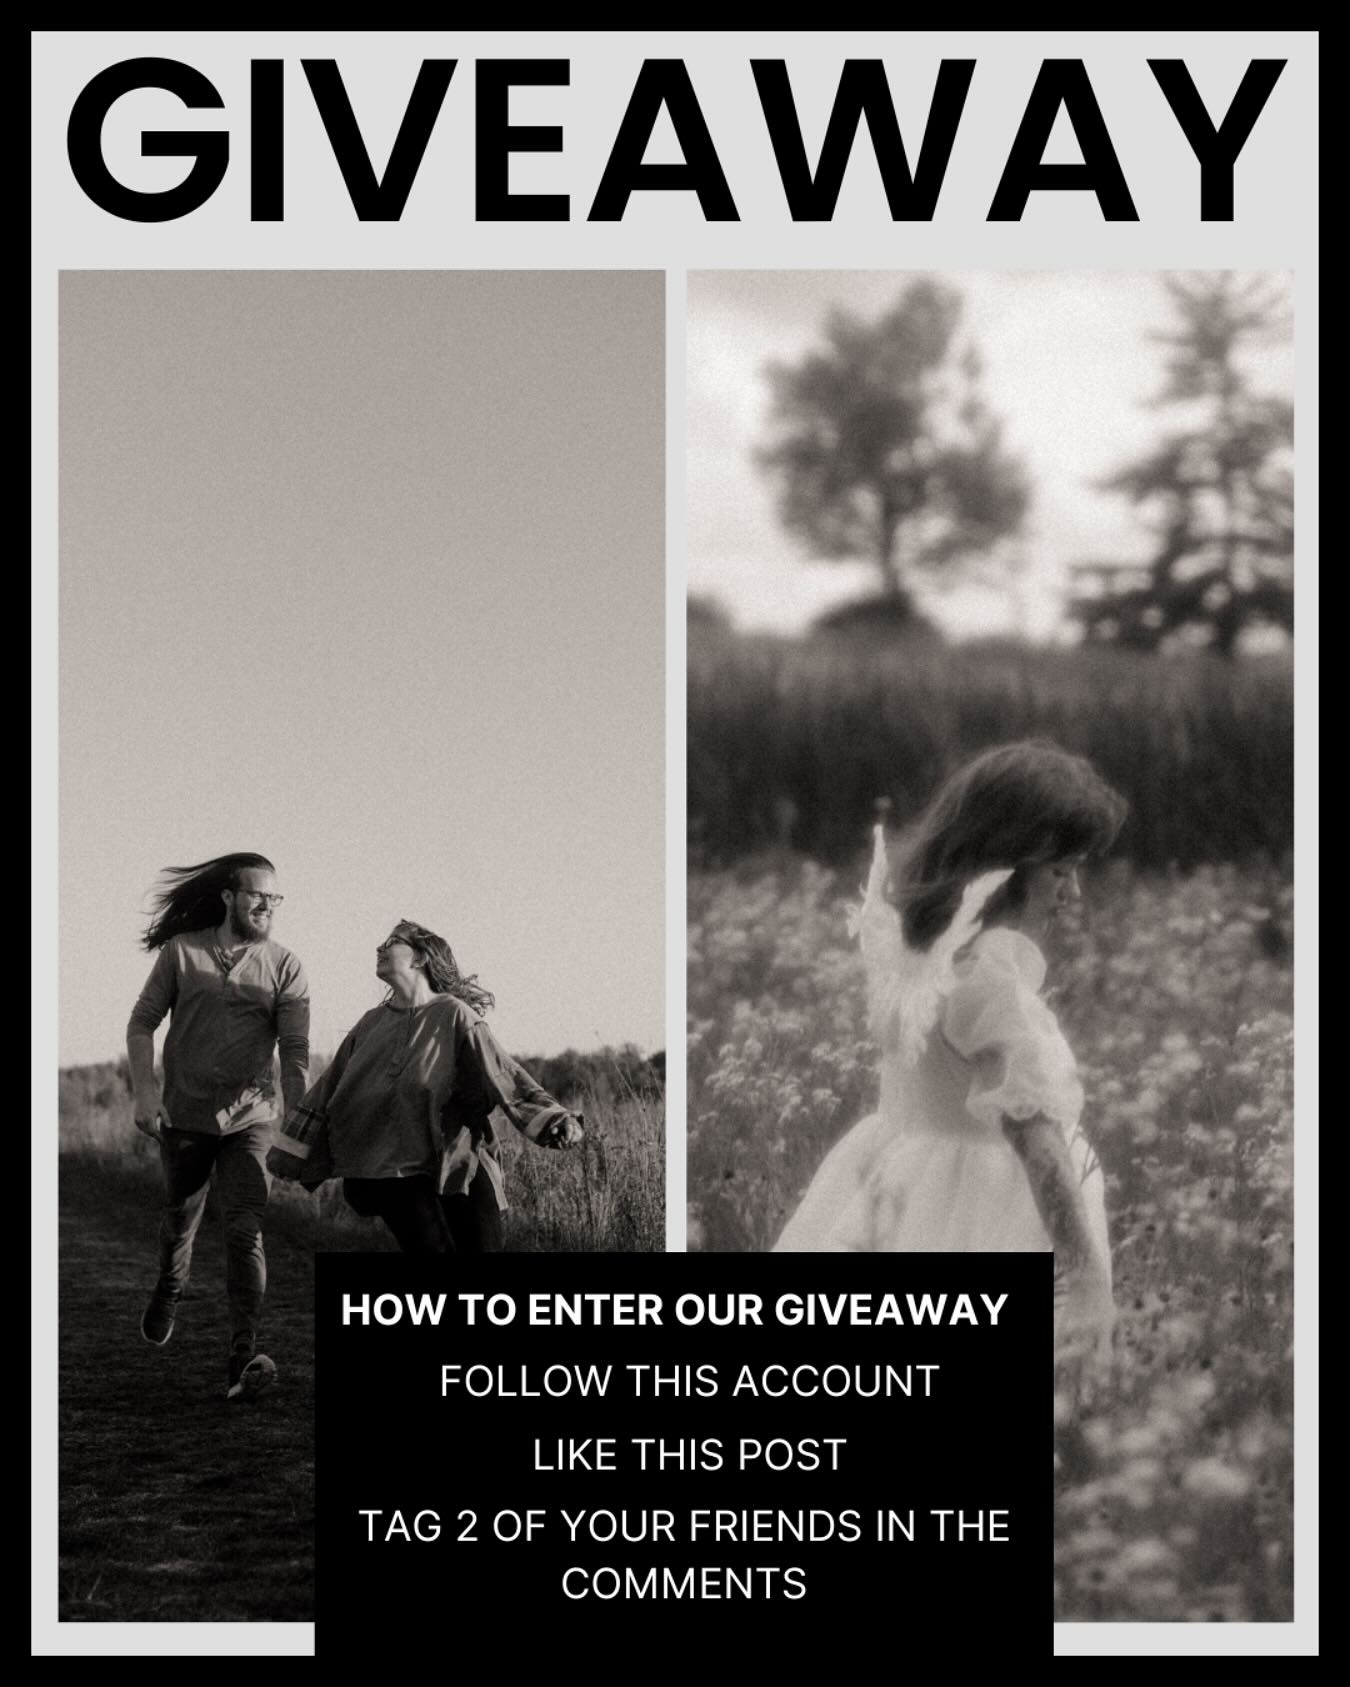 GIVEAWAY
HOW TO ENTER OUR GIVEAWAY
FOLLOW THIS ACCOUNT
LIKE THIS POST
TAG 2 OF YOUR FRIENDS IN THE
COMMENTS